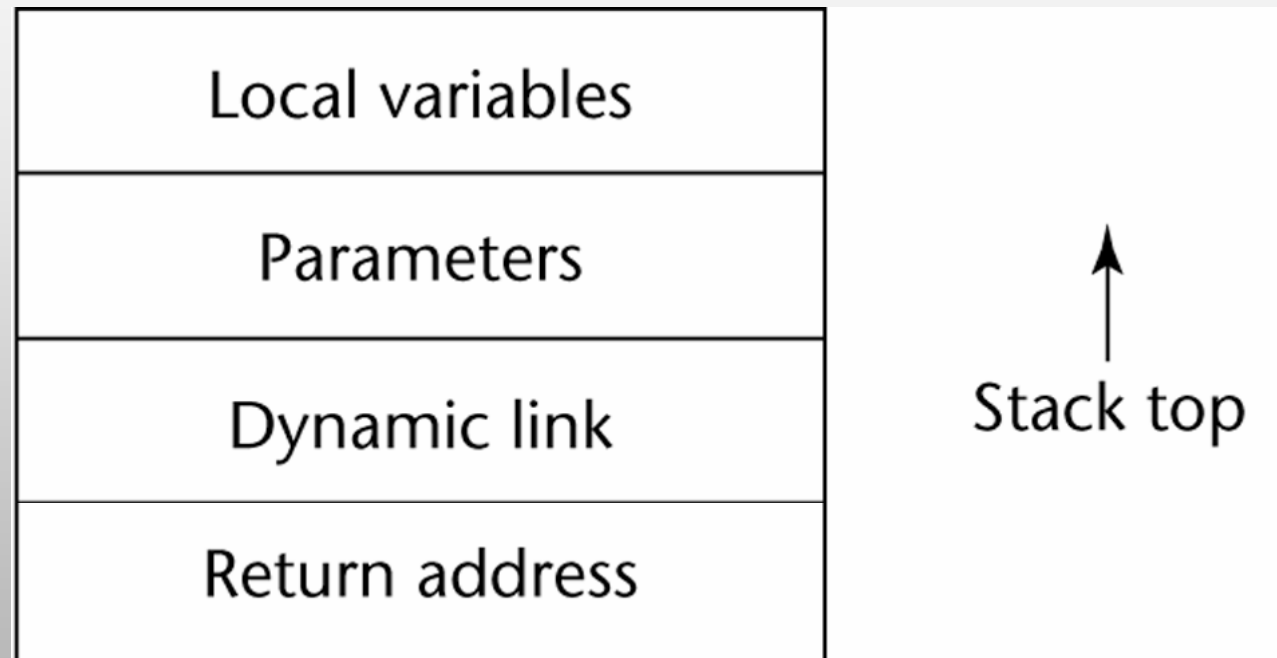 Local variables
Parameters
Dynamic link
Stack top
Return address